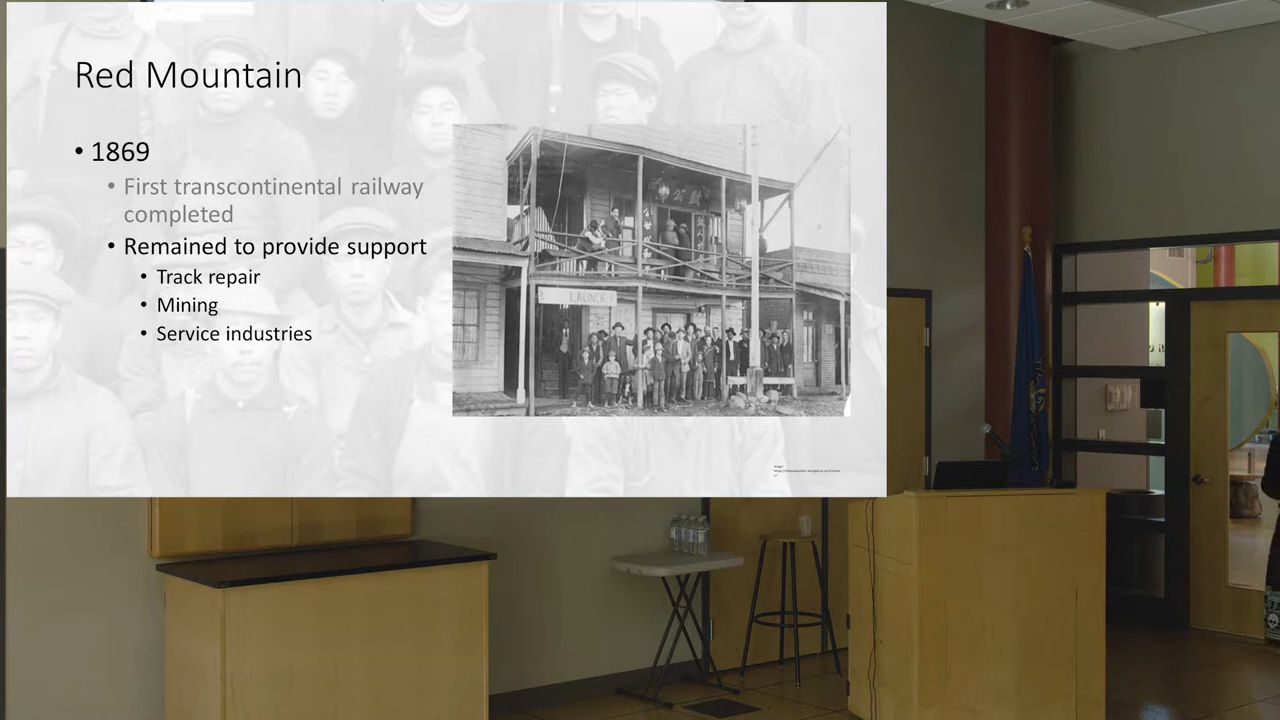 Red Mountain
• 1869
• First transcontinental railway
completed
• Remained to provide support
• Track repair
• Mining
• Service industries
LAUNDRY